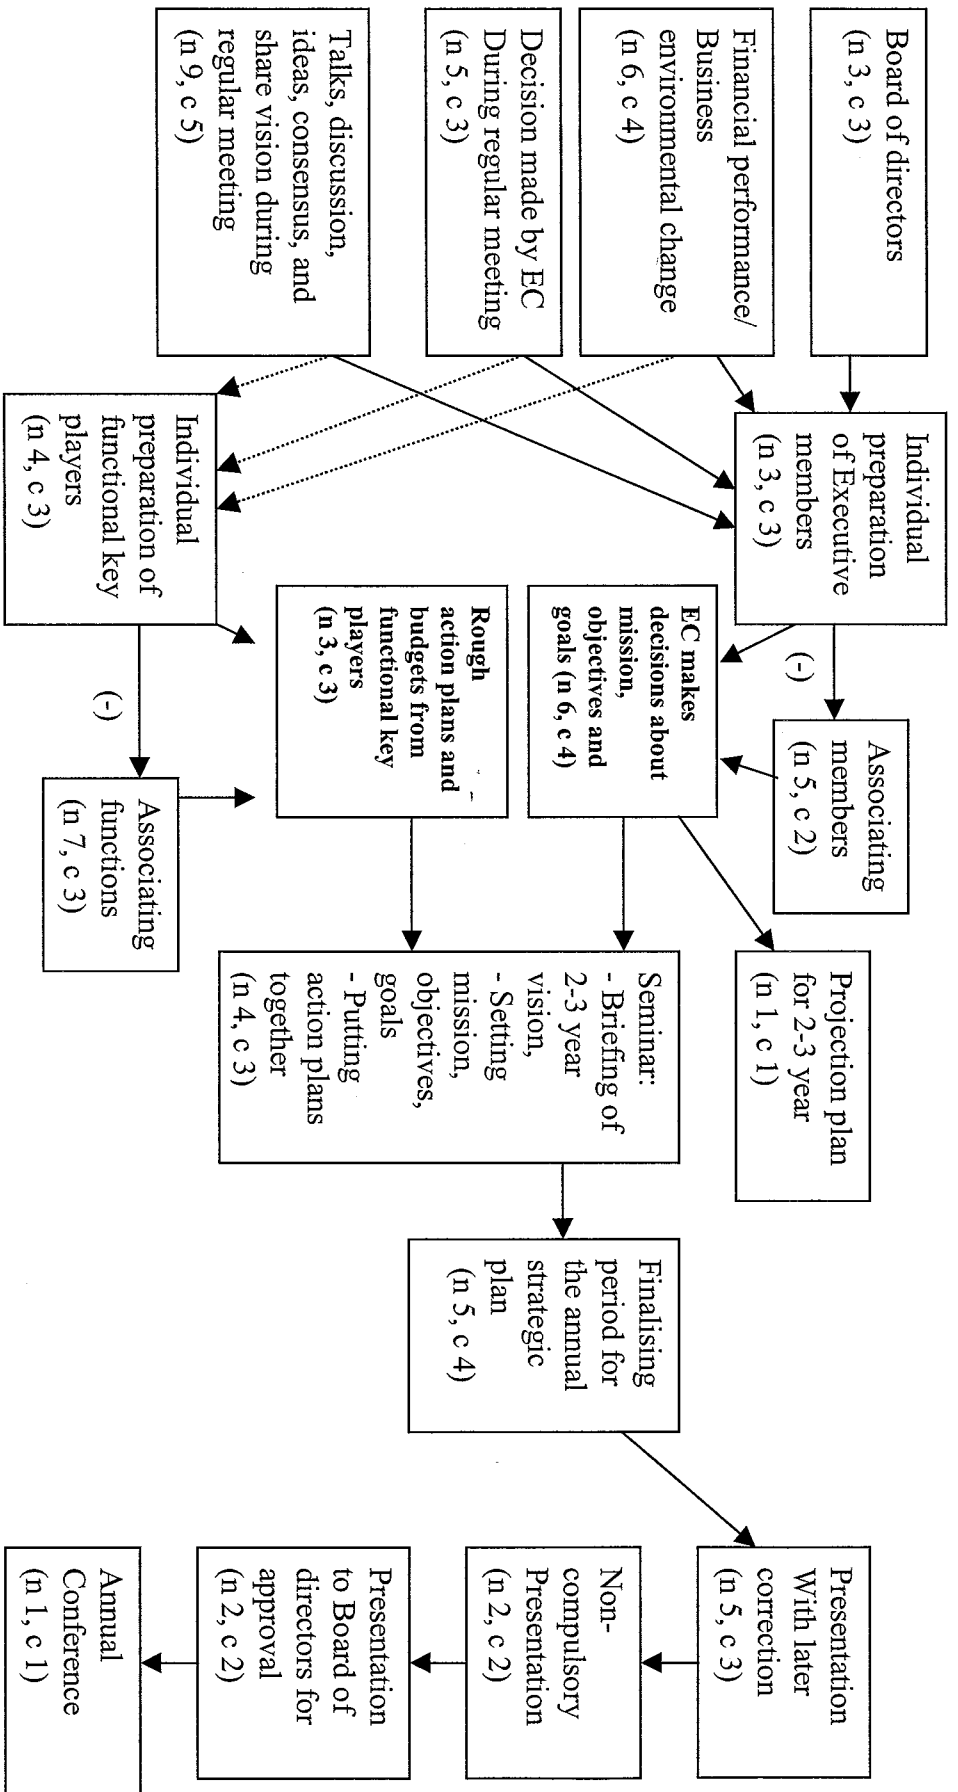 Board of directors
(n 3, c 3)
Financial performance/
Business
environmental change
(n 6, c 4)
Decision made by EC
During regular meeting
(n 5, c 3)
Talks, discussion,
ideas, consensus, and
share vision during
regular meeting
(n 9, c 5)
Individual
preparation
of Executive
members
(n 3, c 3)
Individual
preparation of
functional key
players
(n 4, c 3)
(-)
(-)
Associating
members
(n 5, c 2)
EC makes
decisions about
mission,
objectives and
goals (n 6, c 4)
Rough
action plans and
budgets from
functional key
players
(n 3, c 3)
Associating
functions
(n 7, c 3)
Projection plan
for 2-3 year
(n 1, c 1)
Seminar:
- Briefing of
2-3 year
vision,
- Setting
mission,
objectives,
goals
- Putting
action plans
together
(n 4, c 3)
Finalising
period for
the annual
strategic
plan
(n 5, c 4)
Presentation
With later
correction
(n 5, c 3)
Non-
compulsory
Presentation
(n 2, c 2)
Presentation
to Board of
directors for
approval
(n 2, c 2)
Annual
Conference
(n 1, c 1)